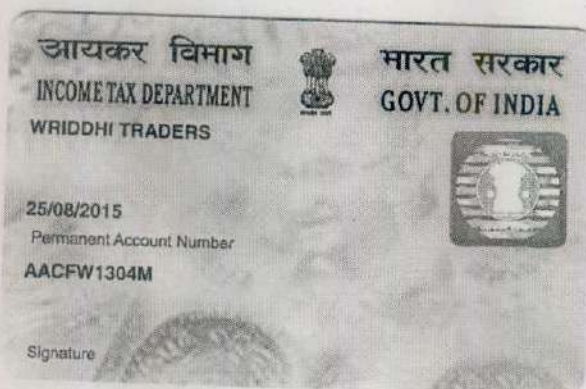 आयकर विभाग
INCOME TAX DEPARTMENT
भारत सरकार
GOVT. OF INDIA
WRIDDHI TRADERS
25/08/2015
Permanent Account Number
AACFW1304M
Signature